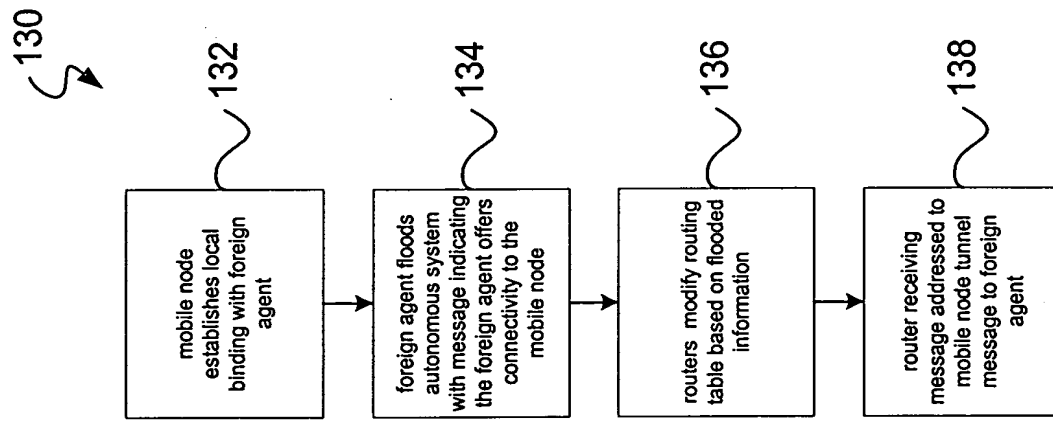 130
mobile node
establishes local
binding with foreign
agent
132
foreign agent floods
autonomous system
with message indicating
the foreign agent offers
connectivity to the
mobile node
134
routers modify routing
table based on flooded
information
136
router receiving
message addressed to
mobile node tunnel
message to foreign
agent
138